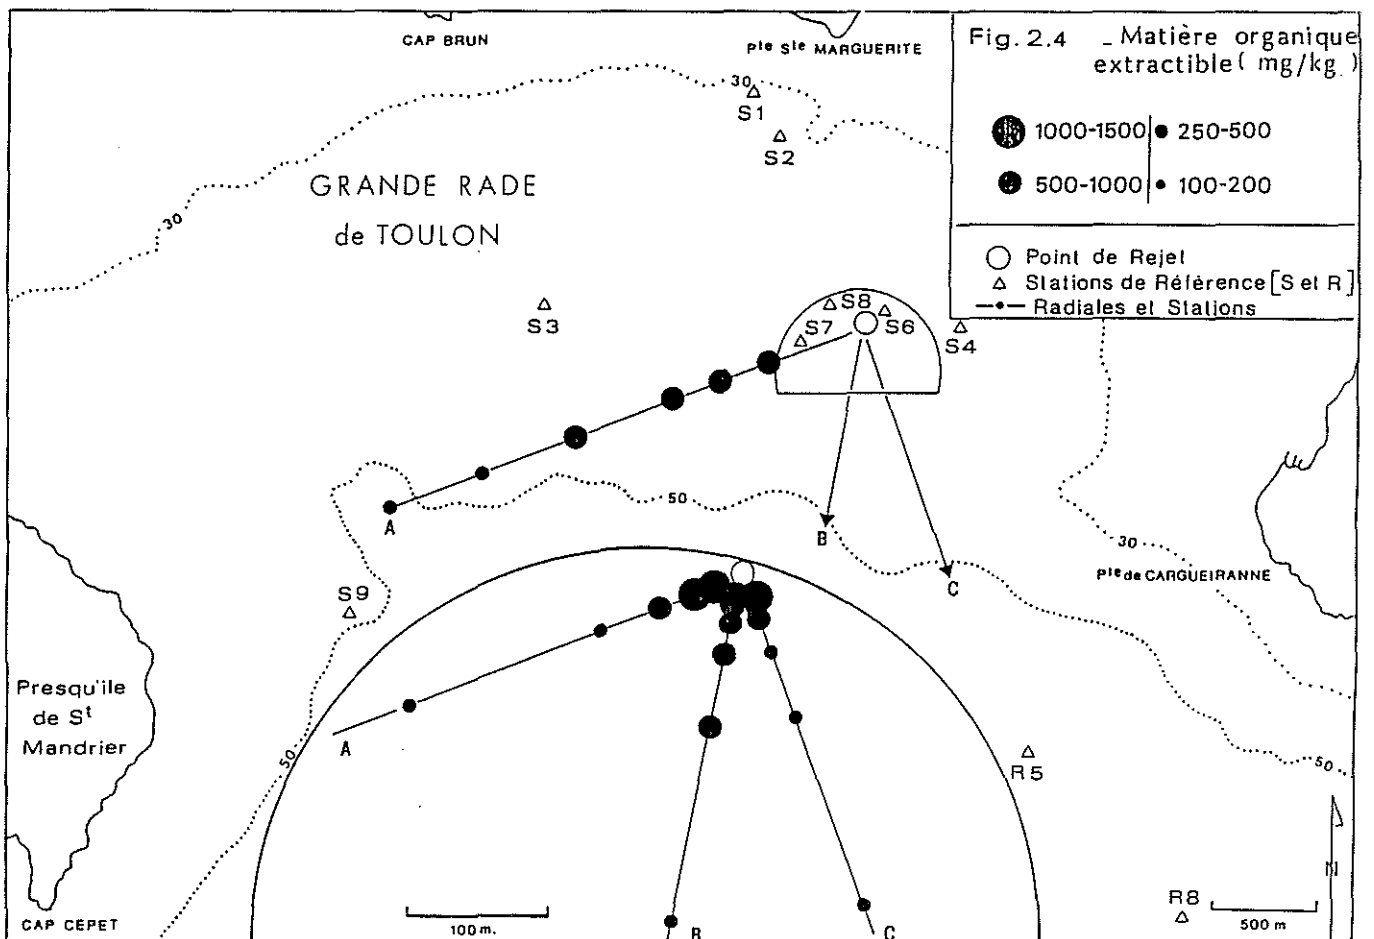 CAP BRUN
Pte Ste MARGUERITE
Fig. 2.4 _ Matière organique
extractible ( mg/kg. )
1000-1500
250-500
500-1000
100-200
Point de Rejet
Stations de Référence [S et R]
Radiales et Stations
30
S1
S2
GRANDE RADE
de TOULON
30
S3
S8
S7
S6
S4
50
A
B
C
30
Pte de CARGUEIRANNE
S9
Presqu'ile
de St
Mandrier
A
50
R5
50
N
R8
CAP CEPET
100 m.
B
C
500 m